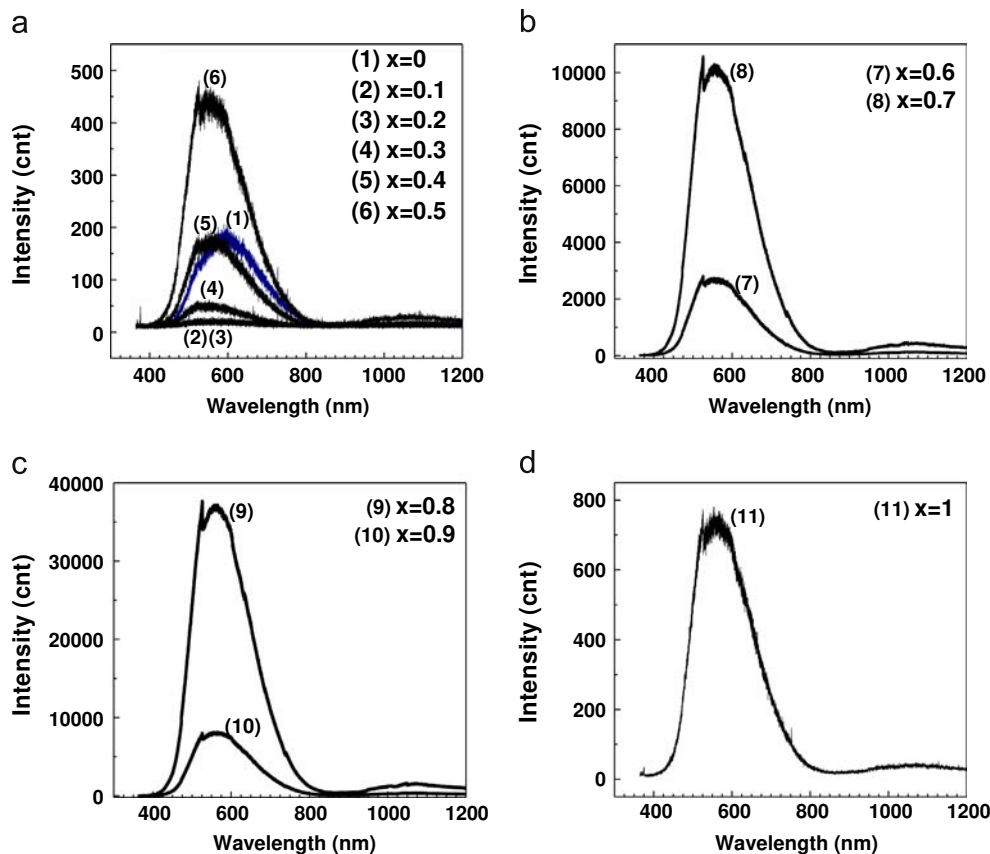 a
500
400
300
200
100
0
400 600 800 1000 1200
Intensity (cnt)
Wavelength (nm)
(1) x=0
(2) x=0.1
(3) x=0.2
(4) x=0.3
(5) x=0.4
(6) x=0.5
(6)
(5) (1)
(4)
(2)(3)
b
10000
8000
6000
4000
2000
0
400 600 800 1000 1200
Intensity (cnt)
Wavelength (nm)
(7) x=0.6
(8) x=0.7
(8)
(7)
c
40000
30000
20000
10000
0
400 600 800 1000 1200
Intensity (cnt)
Wavelength (nm)
(9) x=0.8
(10) x=0.9
(9)
(10)
d
800
600
400
200
0
400 600 800 1000 1200
Intensity (cnt)
Wavelength (nm)
(11) x=1
(11)